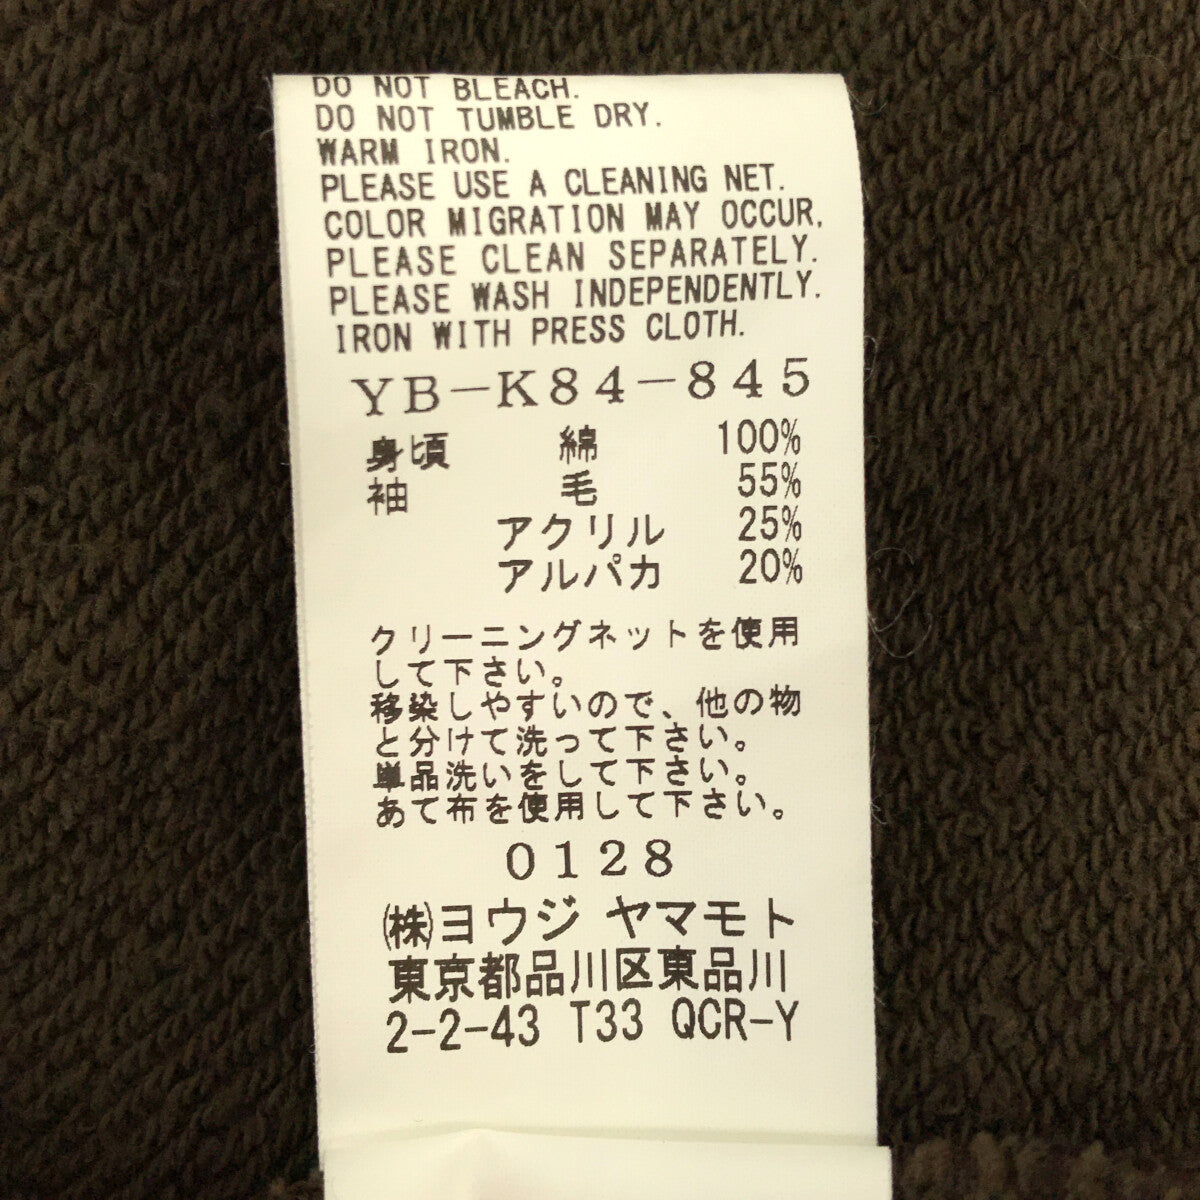 DO NOT BLEACH.
DO NOT TUMBLE DRY.
WARM IRON.
PLEASE USE A CLEANING NET.
COLOR MIGRATION MAY OCCUR,
PLEASE CLEAN SEPARATELY.
PLEASE WASH INDEPENDENTLY.
IRON WITH PRESS CLOTH.
YB-K84-845
身頃 綿 100%
袖 毛 55%
アクリル 25%
アルパカ 20%
クリーニングネットを使用
して下さい。
移染しやすいので、他の物
と分けて洗って下さい。
単品洗いをして下さい。
あて布を使用して下さい。
0128
㈱ヨウジ ヤマモト
東京都品川区東品川
2-2-43 T33 QCR-Y